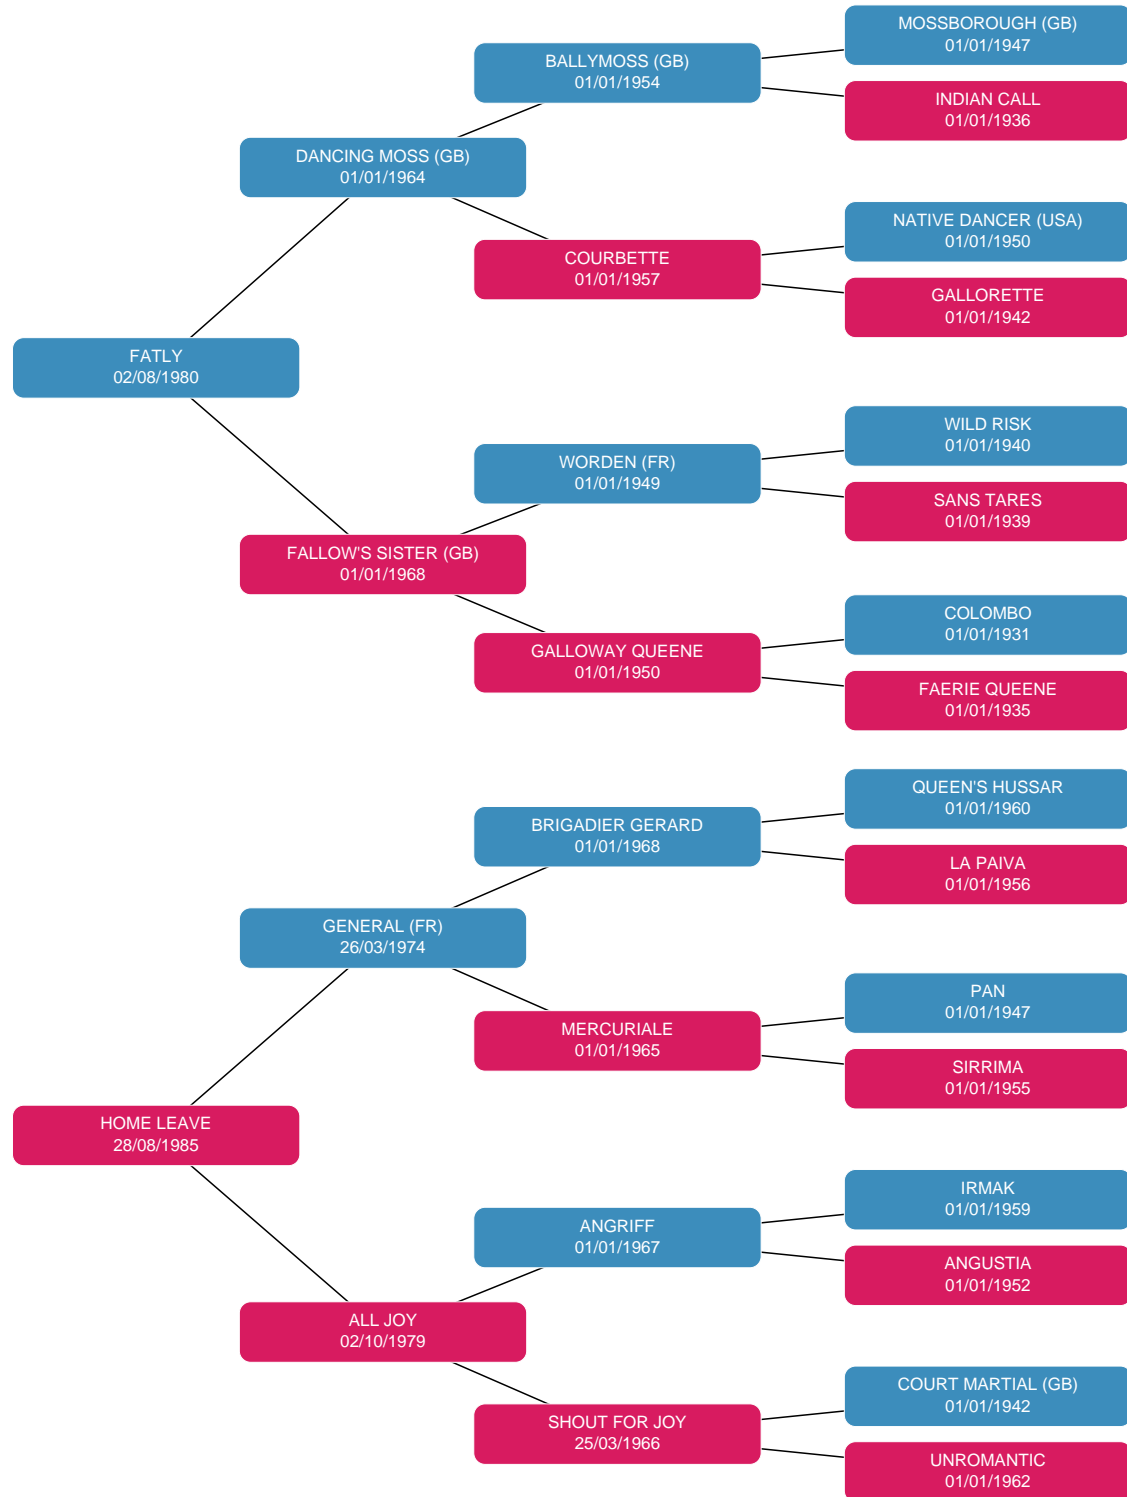 MOSSBOROUGH (GB)
01/01/1947
BALLYMOSS (GB)
01/01/1954
INDIAN CALL
01/01/1936
DANCING MOSS (GB)
01/01/1964
NATIVE DANCER (USA)
01/01/1950
COURBETTE
01/01/1957
GALLORETTE
01/01/1942
FATLY
02/08/1980
WILD RISK
01/01/1940
WORDEN (FR)
01/01/1949
SANS TARES
01/01/1939
FALLOW'S SISTER (GB)
01/01/1968
COLOMBO
01/01/1931
GALLOWAY QUEENE
01/01/1950
FAERIE QUEENE
01/01/1935
QUEEN'S HUSSAR
01/01/1960
BRIGADIER GERARD
01/01/1968
LA PAIVA
01/01/1956
GENERAL (FR)
26/03/1974
PAN
01/01/1947
MERCURIALE
01/01/1965
SIRRIMA
01/01/1955
HOME LEAVE
28/08/1985
IRMAK
01/01/1959
ANGRIFF
01/01/1967
ANGUSTIA
01/01/1952
ALL JOY
02/10/1979
COURT MARTIAL (GB)
01/01/1942
SHOUT FOR JOY
25/03/1966
UNROMANTIC
01/01/1962